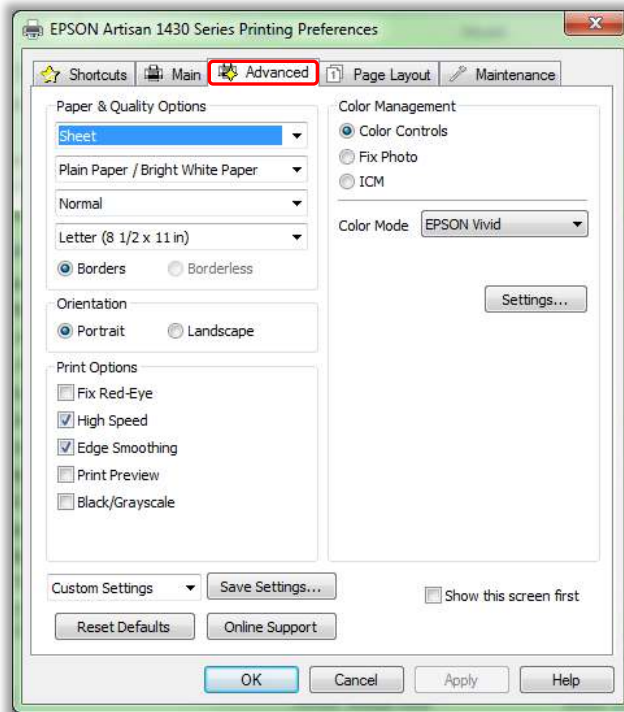 EPSON Artisan 1430 Series Printing Preferences
Shortcuts Main Advanced 1 Page Layout Maintenance
Paper & Quality Options
Sheet
Plain Paper / Bright White Paper
Normal
Letter (8 1/2 x 11 in)
Borders Borderless
Orientation
Portrait Landscape
Print Options
Fix Red-Eye
High Speed
Edge Smoothing
Print Preview
Black/Grayscale
Color Management
Color Controls
Fix Photo
ICM
Color Mode EPSON Vivid
Settings...
Custom Settings Save Settings... Show this screen first
Reset Defaults Online Support
OK Cancel Apply Help